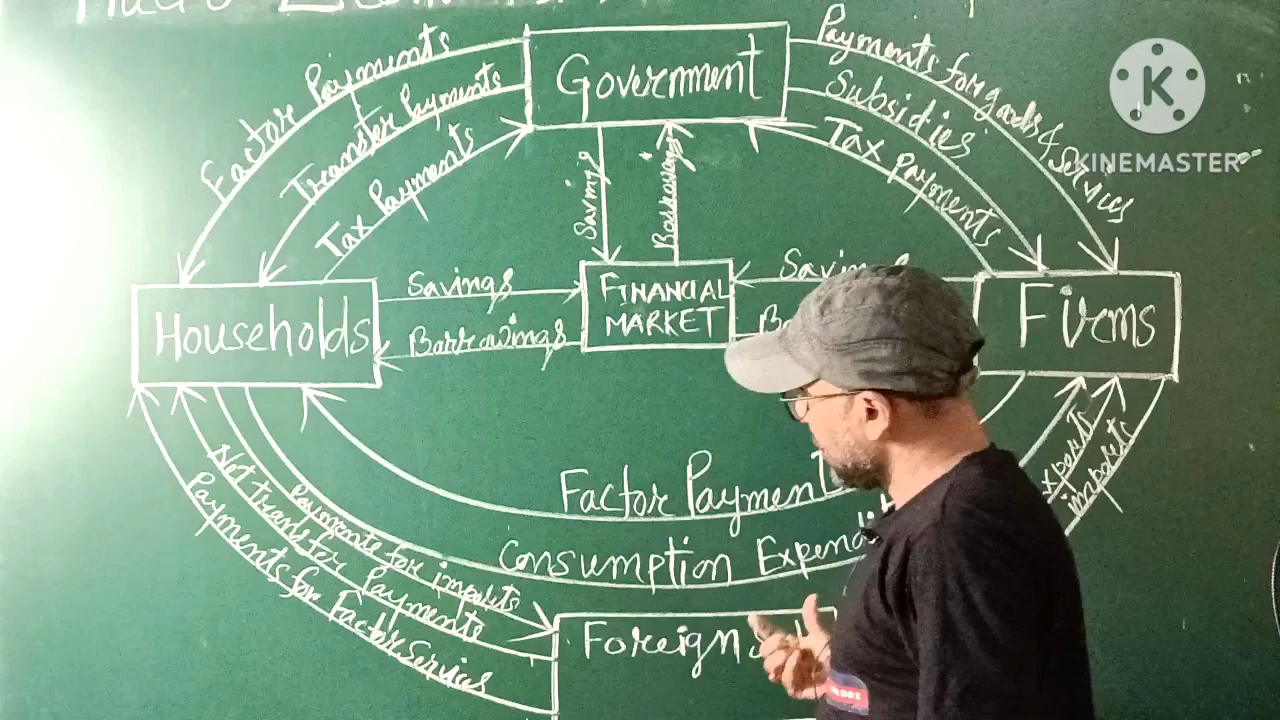 Payments for goods & Services
Factor Payments
Government
Subsidies
Transfer Payments
Tax Payments
Tax payments
Savings
Borrowings
KINEMASTER
Savings
FINANCIAL
MARKET
Households
Borrowings
Firms
Factor Payment
Consumption
imports
Payments for imports
Net transfer Payments
Payments for Factor Services
Foreign